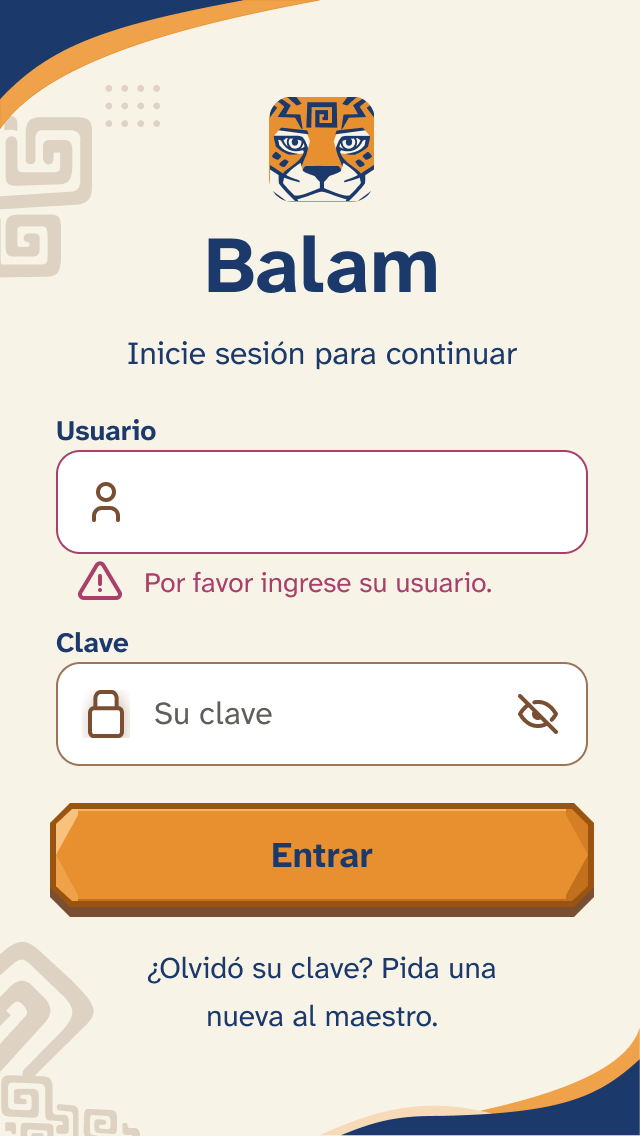 Balam
Inicie sesión para continuar
Usuario
Por favor ingrese su usuario.
Clave
Su clave
Entrar
¿Olvidó su clave? Pida una
nueva al maestro.